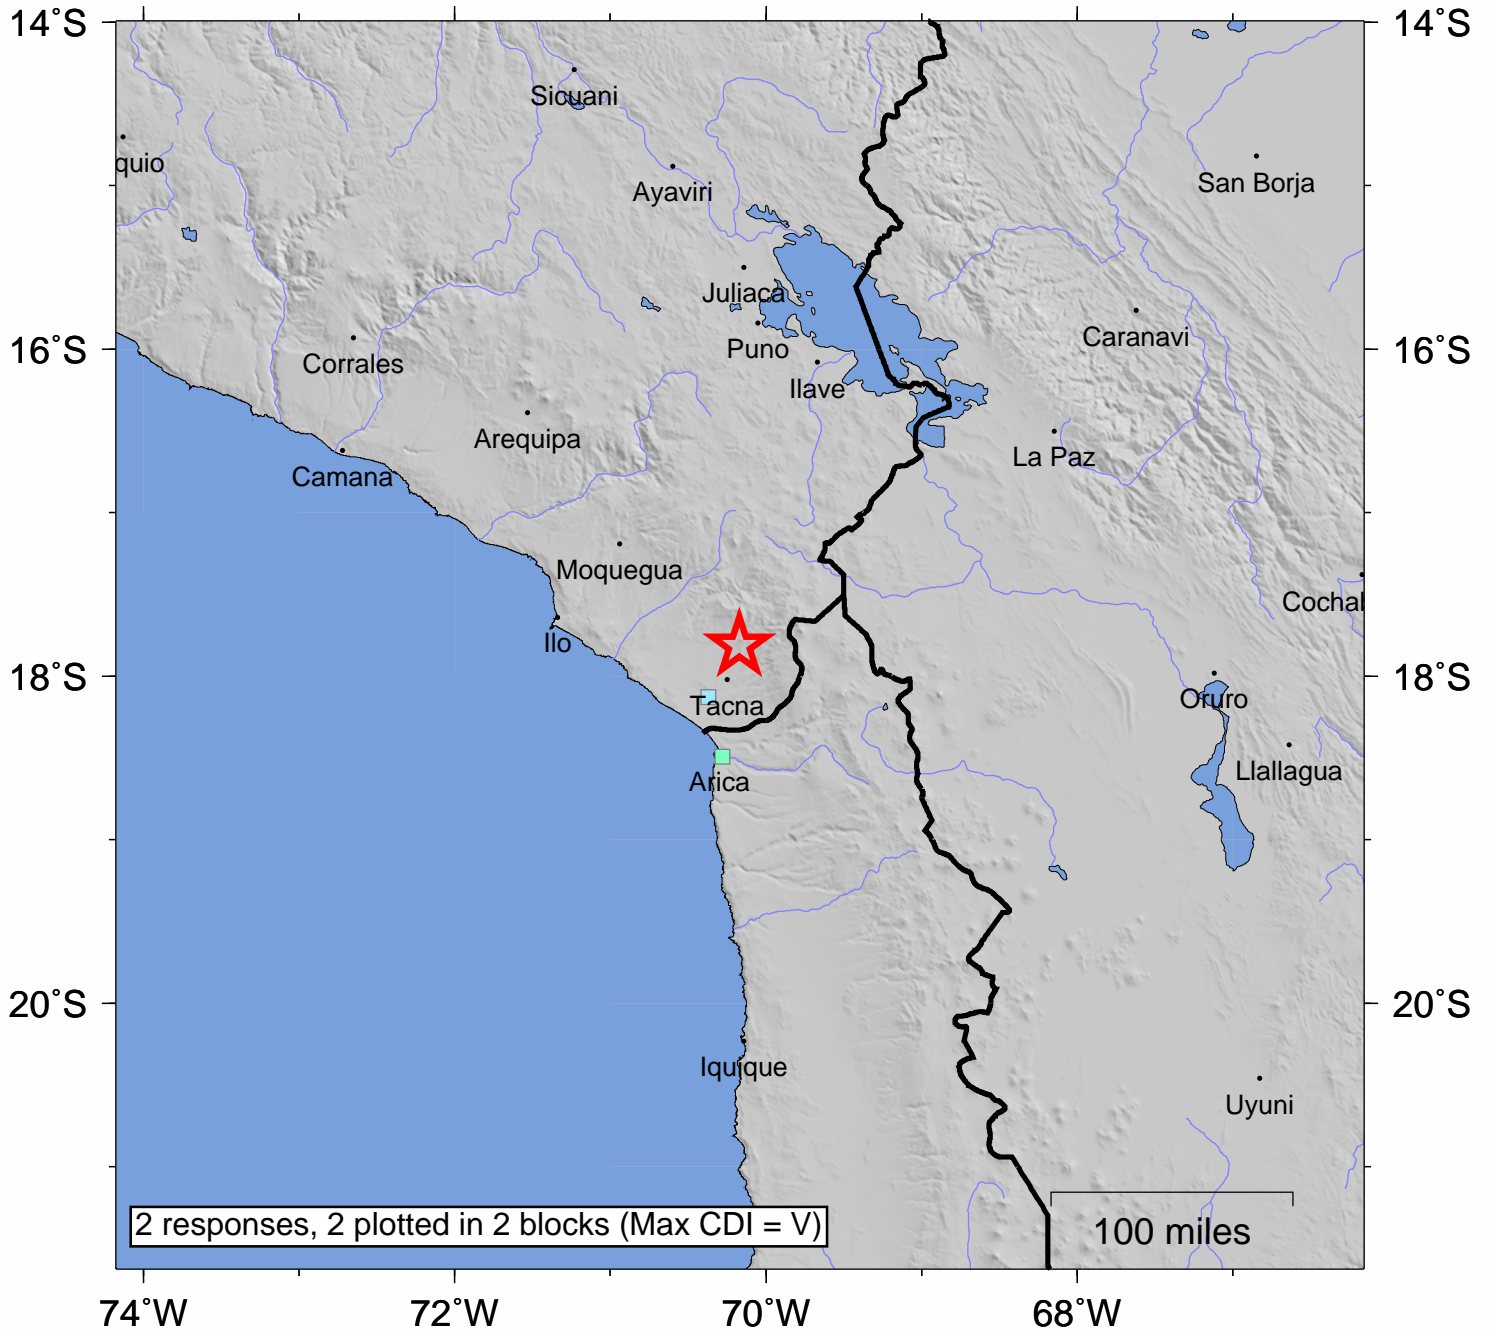 14°S
14°S
Sicuani
quio
San Borja
Ayaviri
Juliaca
Caranavi
16°S
Puno
16°S
Corrales
Ilave
Arequipa
La Paz
Camana
Moquegua
Cochal
Ilo
18°S
18°S
Tacna
Oruro
Llallagua
Arica
20°S
20°S
Iquique
Uyuni
2 responses, 2 plotted in 2 blocks (Max CDI = V)
100 miles
74°W
72°W
70°W
68°W